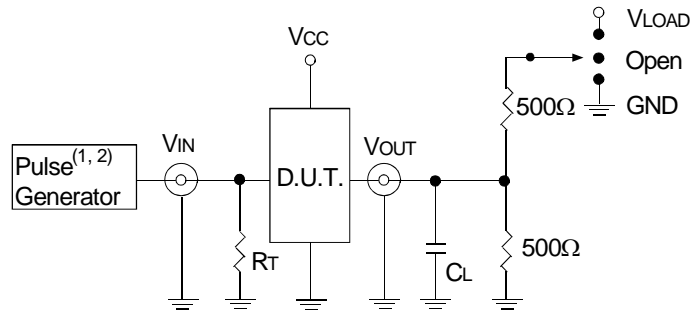 VLOAD
VCC
Open
500Ω
GND
VIN
VOUT
Pulse(1, 2)
Generator
D.U.T.
500Ω
RT
CL